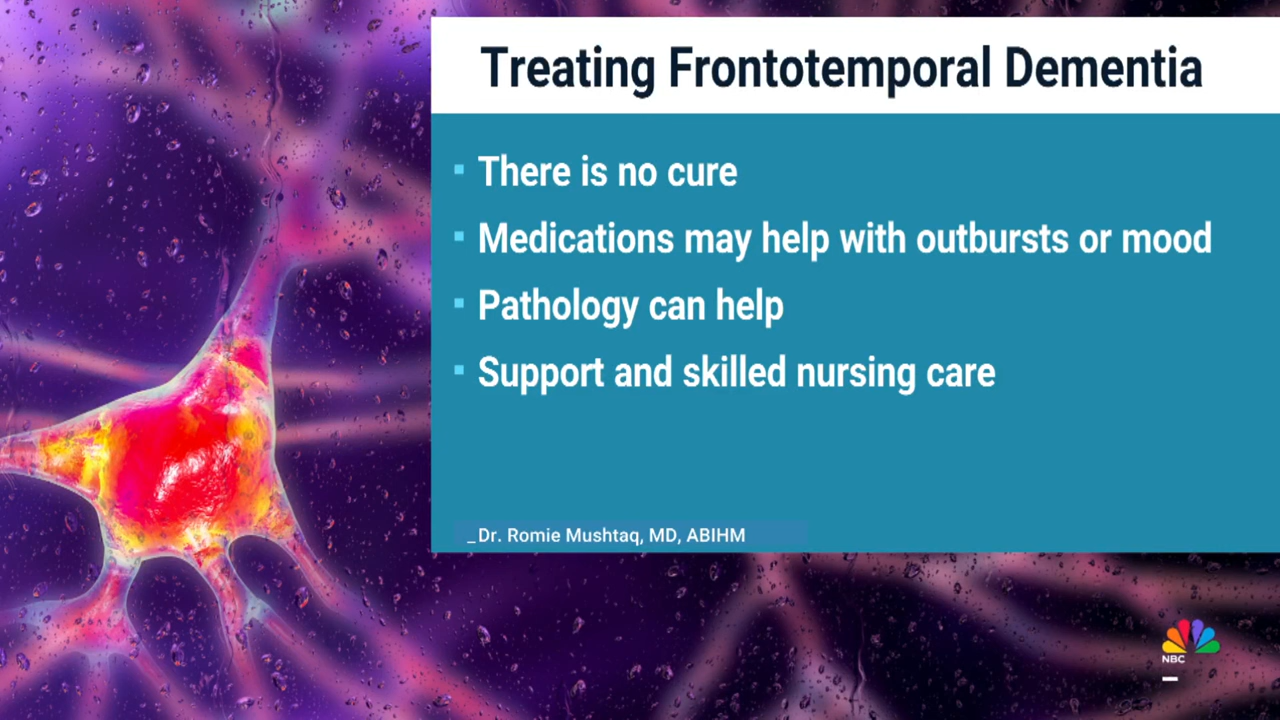 Treating Frontotemporal Dementia
▪ There is no cure
▪ Medications may help with outbursts or mood
▪ Pathology can help
▪ Support and skilled nursing care
_Dr. Romie Mushtaq, MD, ABIHM
NBC